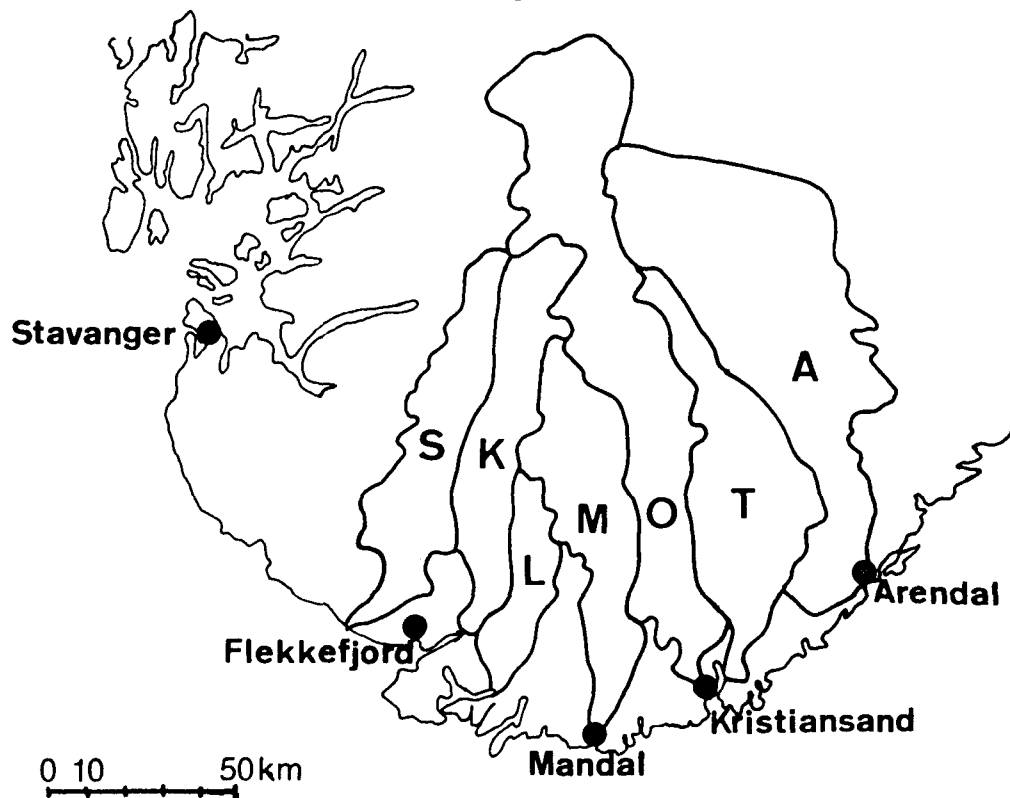 Stavanger
A
S
K
T
M
O
L
Arendal
Flekkefjord
Kristiansand
Mandal
0 10 50km